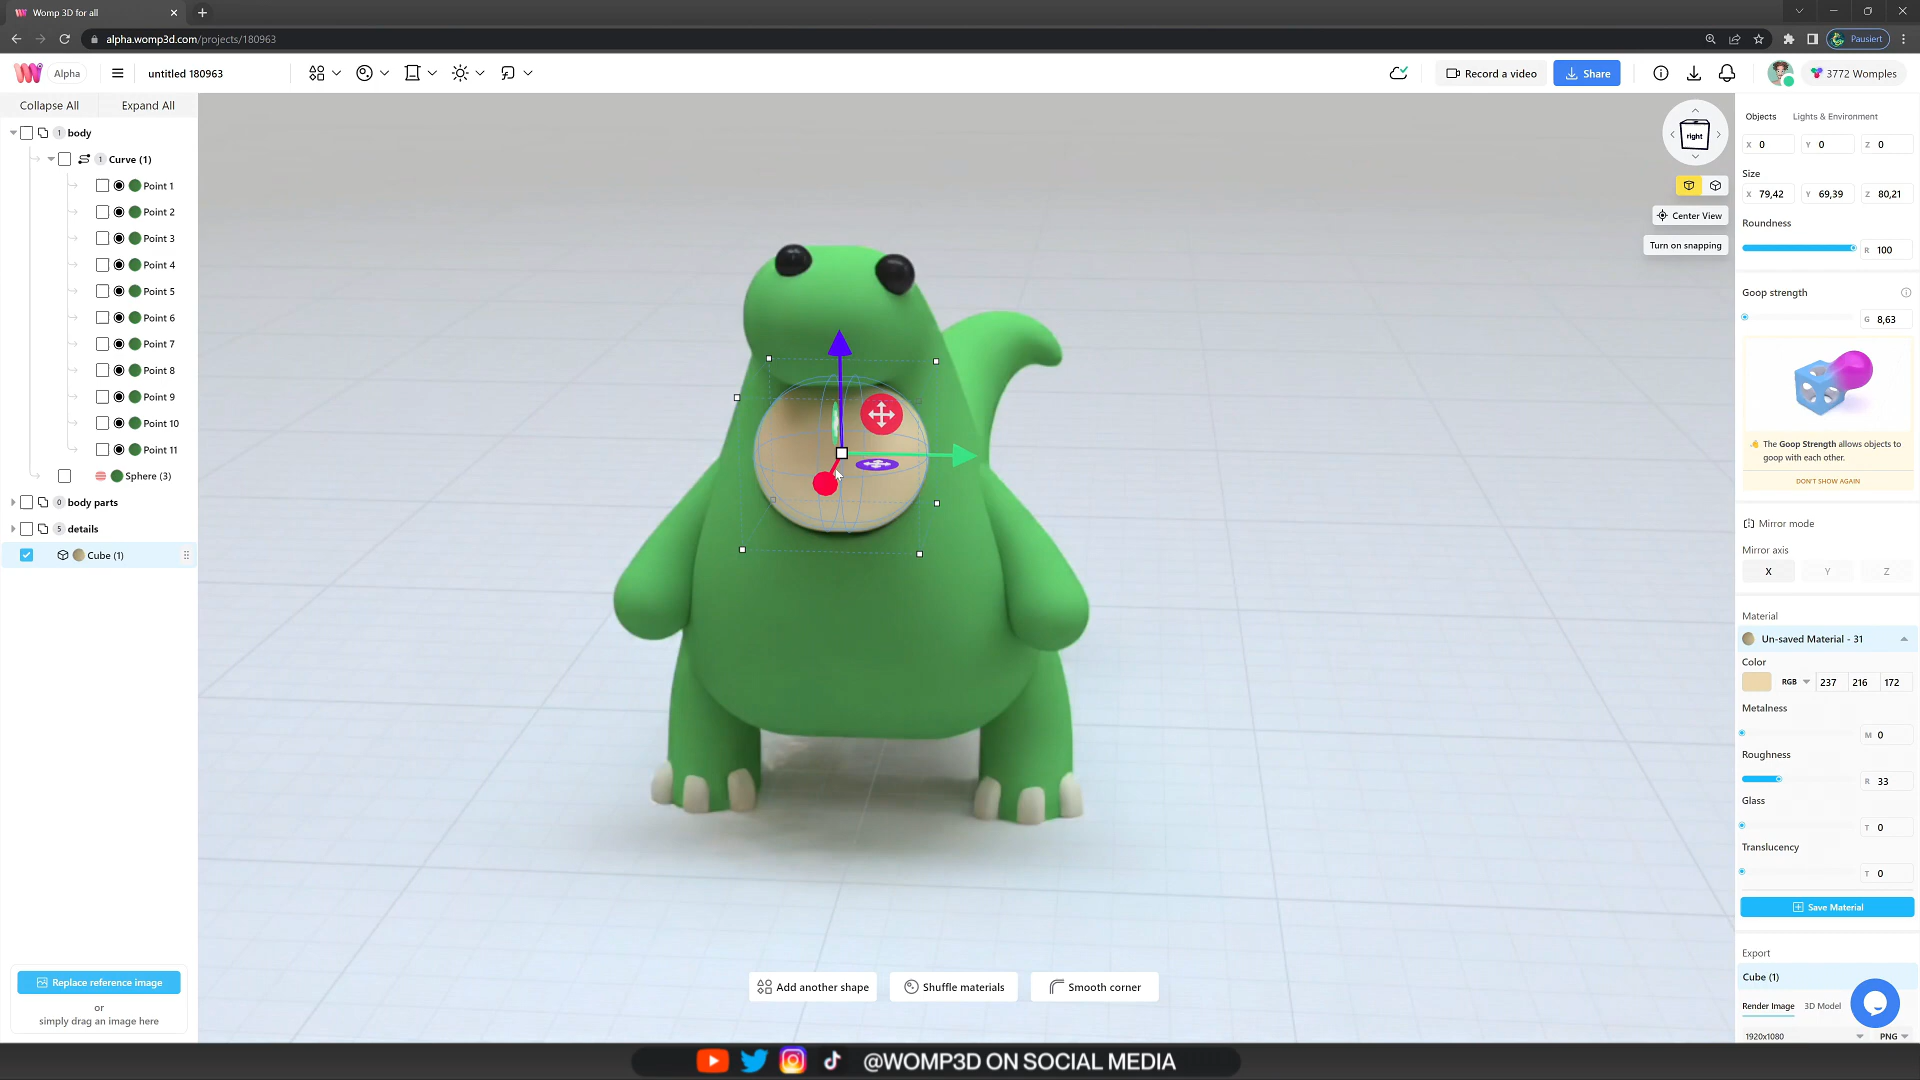 Womp 3D for all
alpha.womp3d.com/projects/180963
Pausiert
Alpha
untitled 180963
Record a video
Share
3772 Womples
Collapse All
Expand All
1 body
1 Curve (1)
Point 1
Point 2
Point 3
Point 4
Point 5
Point 6
Point 7
Point 8
Point 9
Point 10
Point 11
Sphere (3)
0 body parts
5 details
Cube (1)
Replace reference image
or
simply drag an image here
right
Center View
Turn on snapping
Add another shape
Shuffle materials
Smooth corner
Objects
Lights & Environment
X 0 Y 0 Z 0
Size
X 79,42 Y 69,39 Z 80,21
Roundness
R 100
Goop strength
G 8,63
The Goop Strength allows objects to
goop with each other.
DON'T SHOW AGAIN
Mirror mode
Mirror axis
X Y Z
Material
Un-saved Material - 31
Color
RGB 237 216 172
Metalness
M 0
Roughness
R 33
Glass
T 0
Translucency
T 0
Save Material
Export
Cube (1)
Render Image 3D Model
1920x1080 PNG
@WOMP3D ON SOCIAL MEDIA